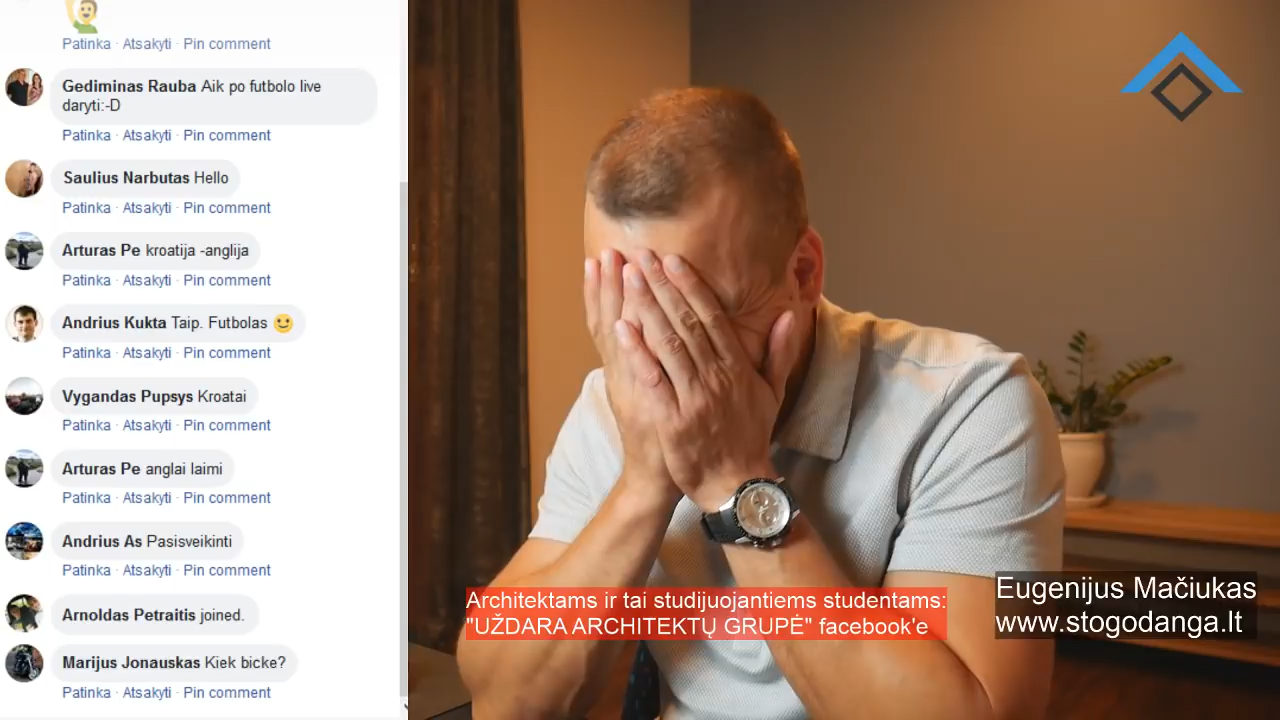 Patinka · Atsakyti · Pin comment
Gediminas Rauba Aik po futbolo live
daryti:-D
Patinka · Atsakyti · Pin comment
Saulius Narbutas Hello
Patinka · Atsakyti · Pin comment
Arturas Pe kroatija -anglija
Patinka · Atsakyti · Pin comment
Andrius Kukta Taip. Futbolas 🙂
Patinka · Atsakyti · Pin comment
Vygandas Pupsys Kroatai
Patinka · Atsakyti · Pin comment
Arturas Pe anglai laimi
Patinka · Atsakyti · Pin comment
Andrius As Pasisveikinti
Patinka · Atsakyti · Pin comment
Arnoldas Petraitis joined.
Marijus Jonauskas Kiek bicke?
Patinka · Atsakyti · Pin comment
Architektams ir tai studijuojantiems studentams:
"UŽDARA ARCHITEKTŲ GRUPĖ" facebook'e
Eugenijus Mačiukas
www.stogodanga.lt